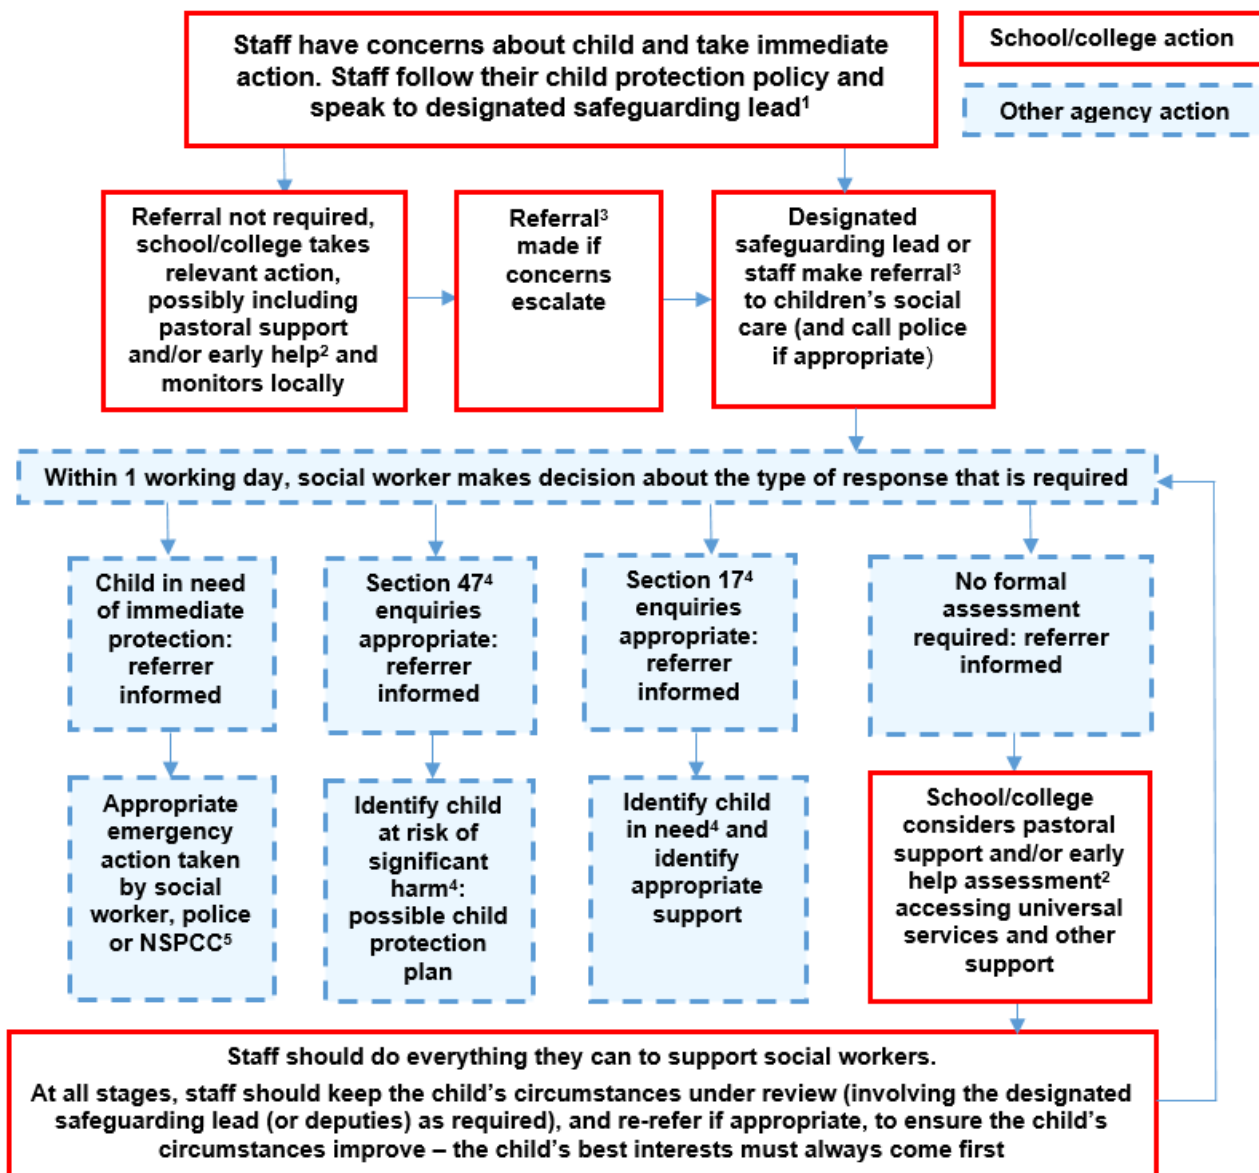 Staff have concerns about child and take immediate
action. Staff follow their child protection policy and
speak to designated safeguarding lead¹
School/college action
Other agency action
Referral not required,
school/college takes
relevant action,
possibly including
pastoral support
and/or early help² and
monitors locally
Referral³
made if
concerns
escalate
Designated
safeguarding lead or
staff make referral³
to children’s social
care (and call police
if appropriate)
Within 1 working day, social worker makes decision about the type of response that is required
Child in need
of immediate
protection:
referrer
informed
Section 47⁴
enquiries
appropriate:
referrer
informed
Section 17⁴
enquiries
appropriate:
referrer
informed
No formal
assessment
required: referrer
informed
Appropriate
emergency
action taken
by social
worker, police
or NSPCC⁵
Identify child
at risk of
significant
harm⁴:
possible child
protection
plan
Identify child
in need⁴ and
identify
appropriate
support
School/college
considers pastoral
support and/or early
help assessment²
accessing universal
services and other
support
Staff should do everything they can to support social workers.
At all stages, staff should keep the child’s circumstances under review (involving the designated
safeguarding lead (or deputies) as required), and re-refer if appropriate, to ensure the child’s
circumstances improve – the child’s best interests must always come first